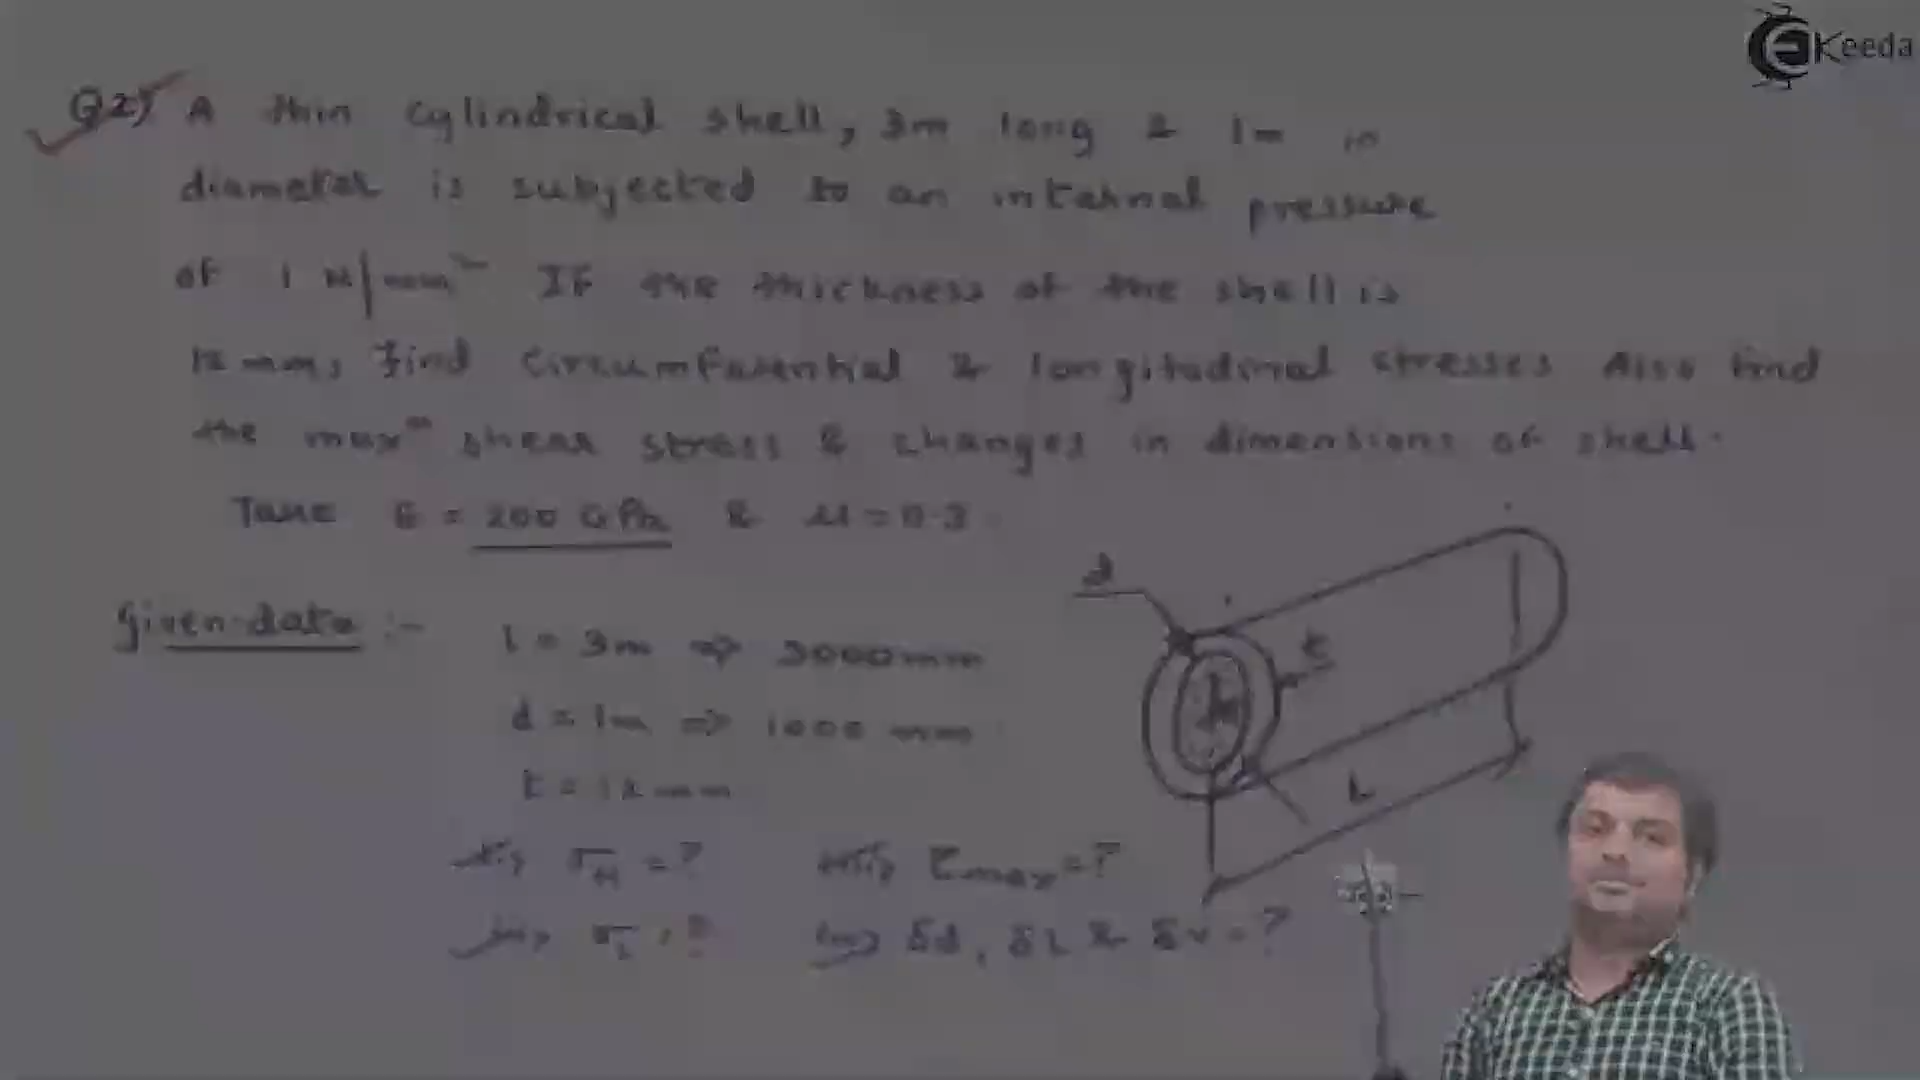 EKeeda
Q2) A thin cylindrical shell, 3m long & 1m in
diameter is subjected to an internal pressure
of 1 N/mm² If the thickness of the shell is
12 mm, find circumferential & longitudinal stresses Also find
the maxᵐ shear stress & changes in dimensions of shell.
Take E = 200 GPa & μ = 0.3
Given data :-
l = 3m ⇒ 3000mm
d = 1m ⇒ 1000 mm
t = 12 mm
i) σH = ? iii) τmax = ?
ii) σL = ? iv) δd, δL & δv = ?
d
t
L